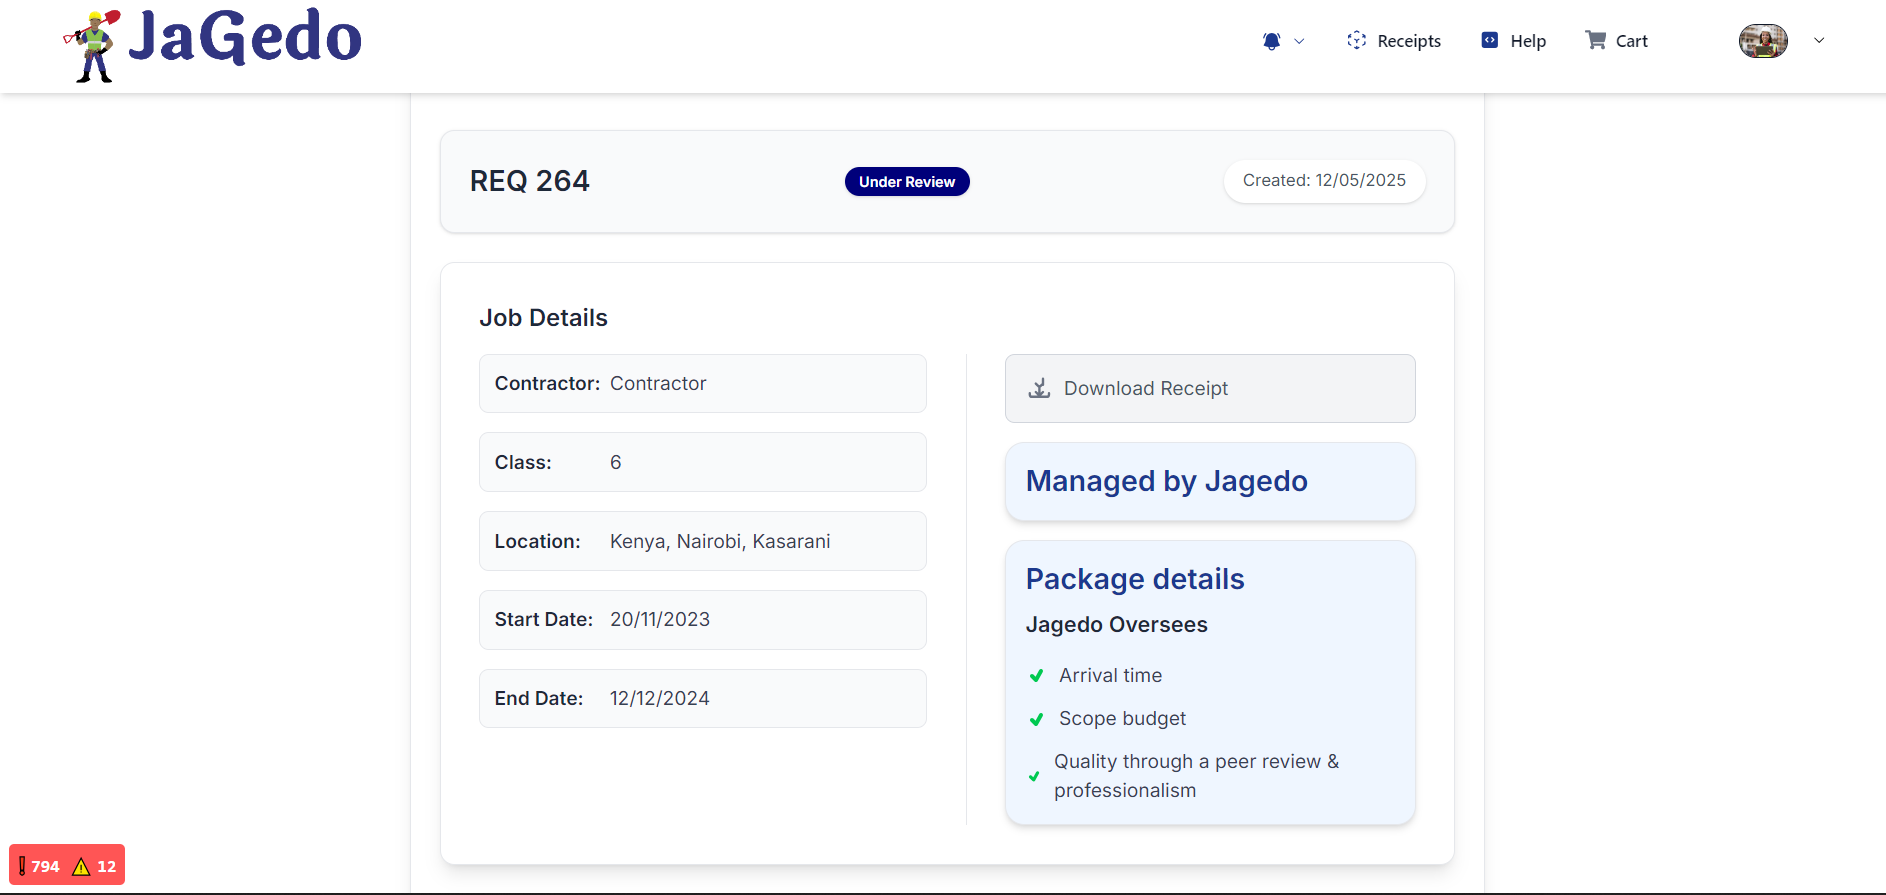 JaGedo
Receipts
Help
Cart
REQ 264
Under Review
Created: 12/05/2025
Job Details
Contractor: Contractor
Class: 6
Location: Kenya, Nairobi, Kasarani
Start Date: 20/11/2023
End Date: 12/12/2024
Download Receipt
Managed by Jagedo
Package details
Jagedo Oversees
Arrival time
Scope budget
Quality through a peer review &
professionalism
794 12